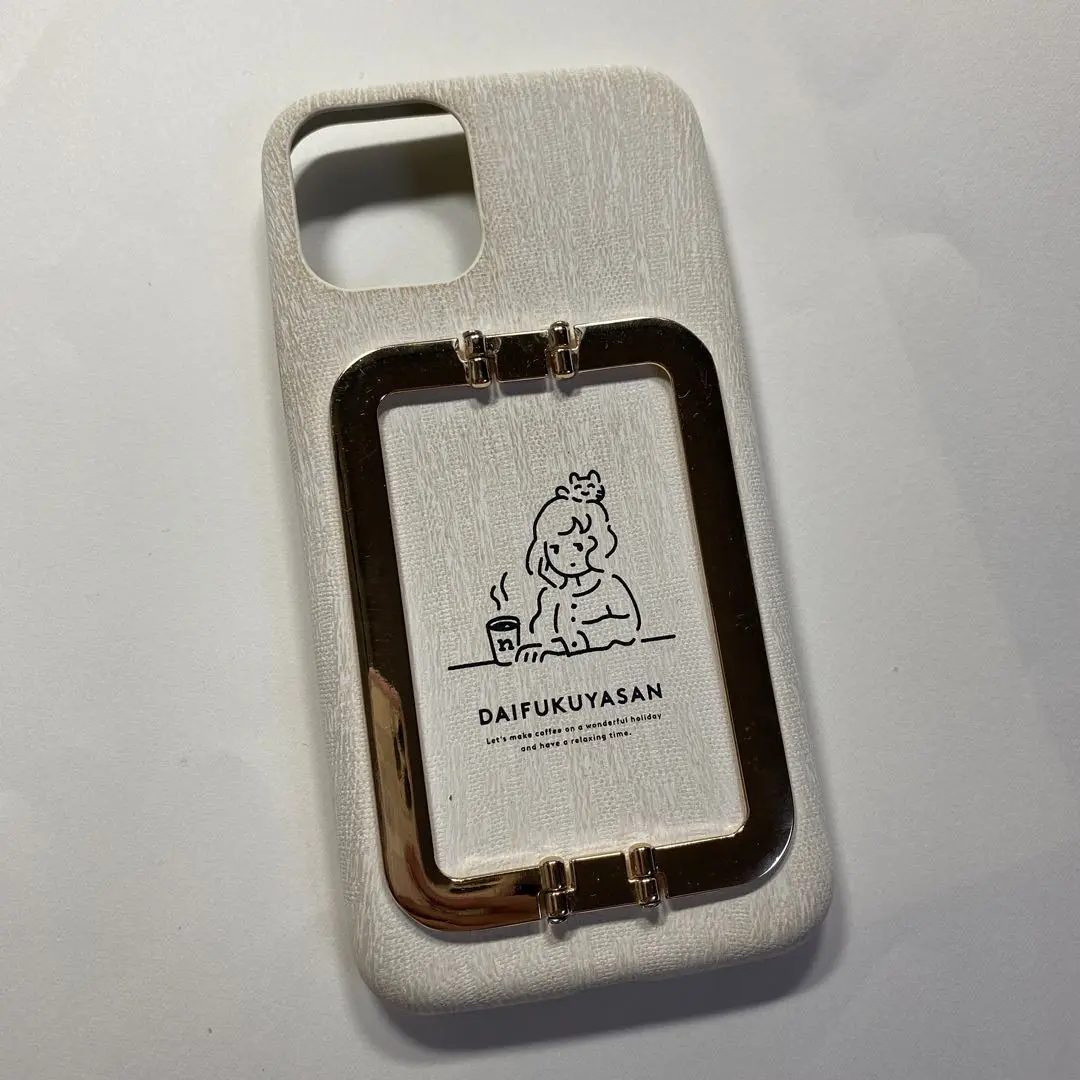 n
DAIFUKUYASAN
Let's make coffee on a wonderful holiday
and have a relaxing time.